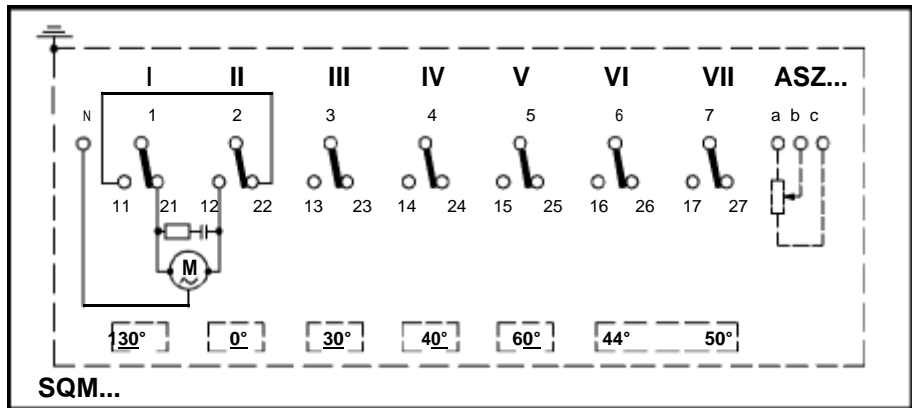 I II III IV V VI VII ASZ...
N 1 2 3 4 5 6 7 a b c
11 21 12 22 13 23 14 24 15 25 16 26 17 27
M
130° 0° 30° 40° 60° 44° 50°
SQM...